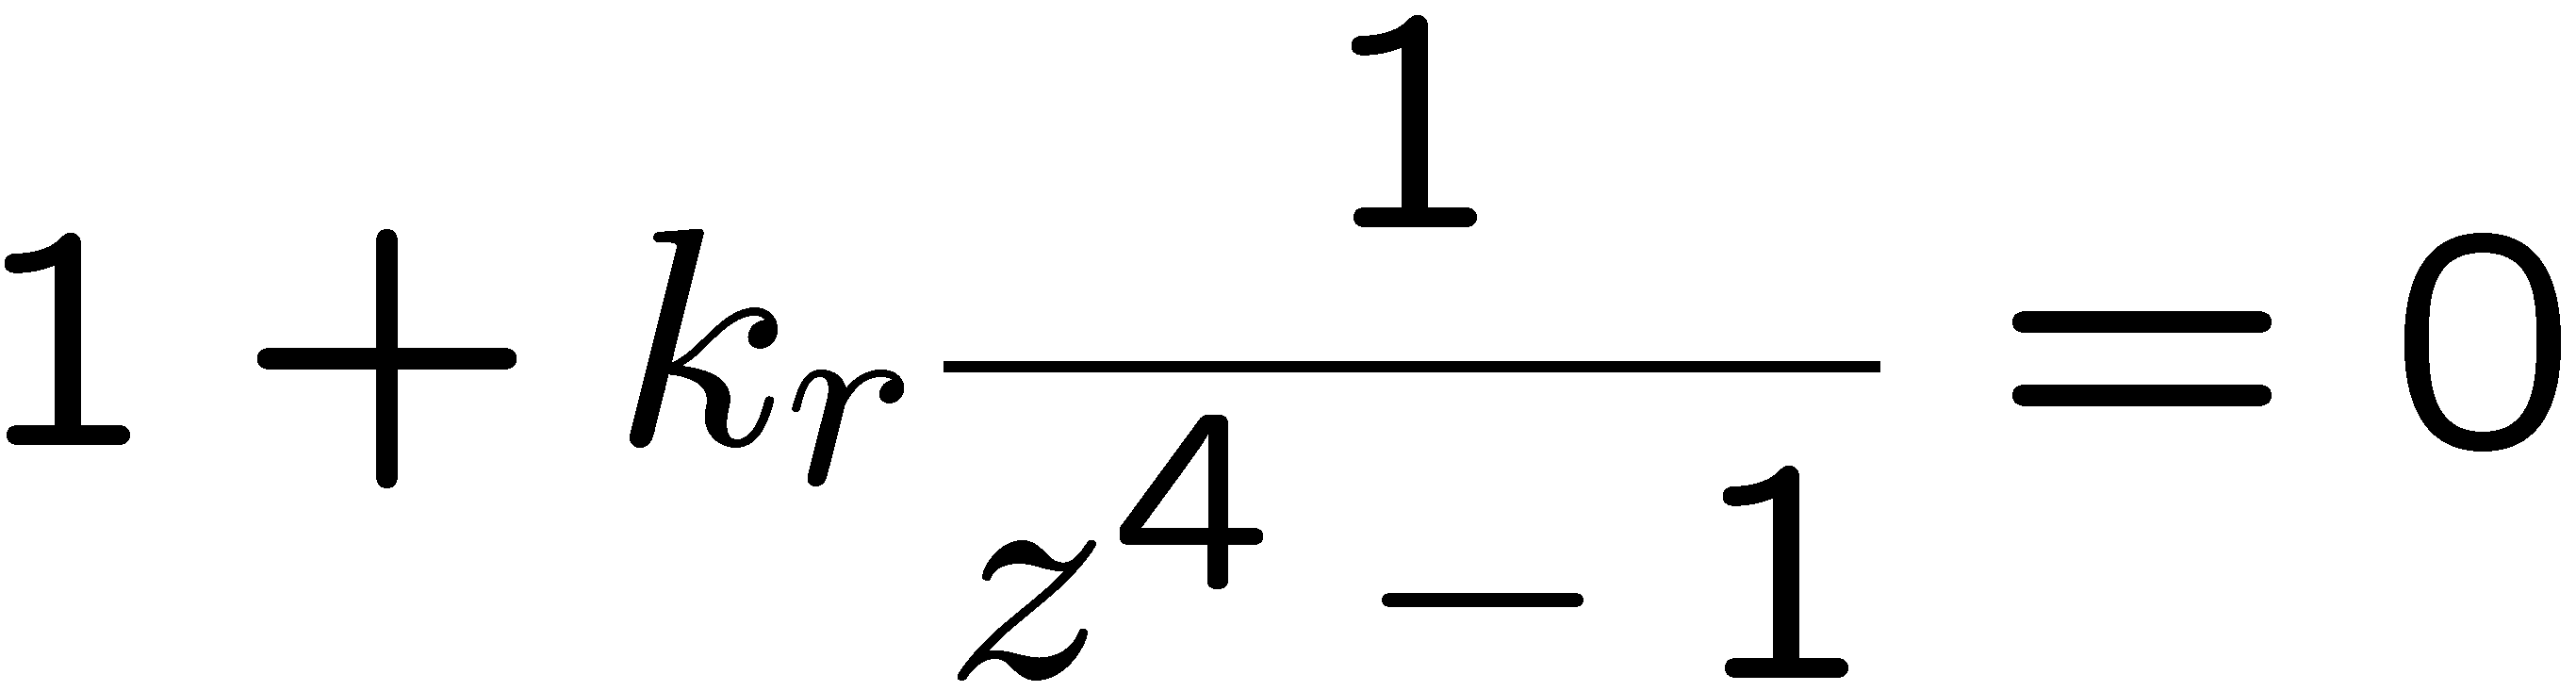 1 + k_r \frac{1}{z^4 - 1} = 0